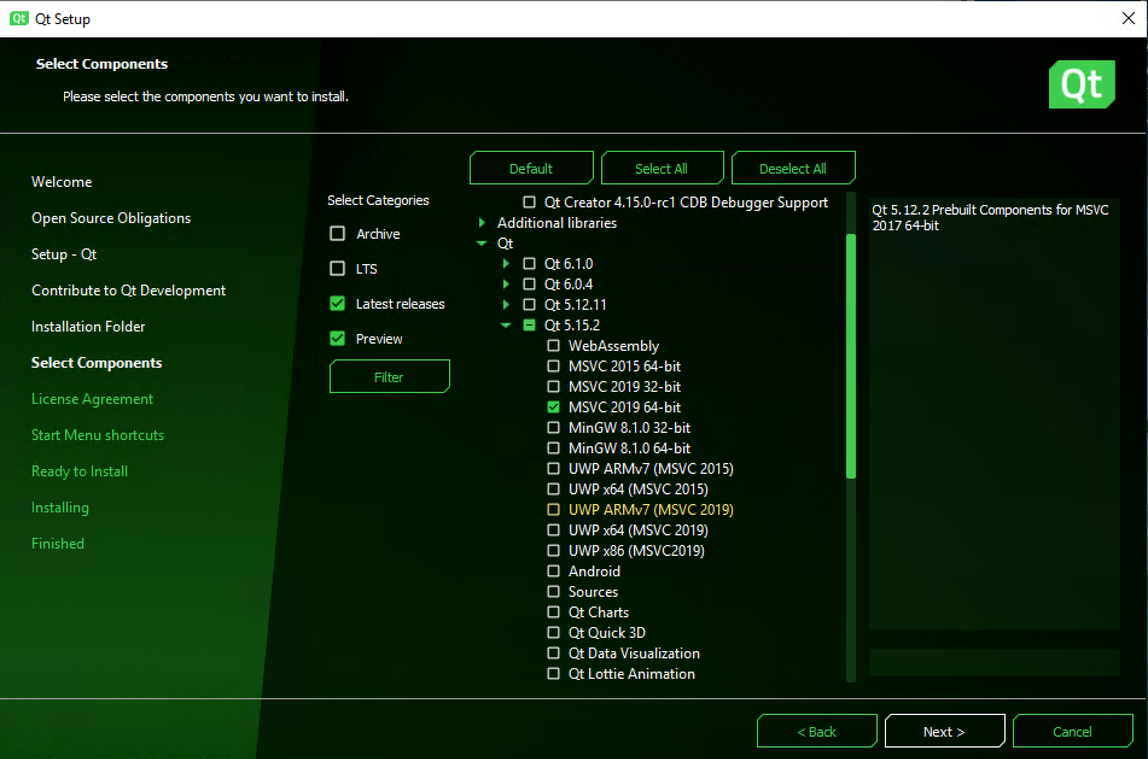 Qt Qt Setup
Select Components
Please select the components you want to install.
Qt
Welcome
Open Source Obligations
Setup - Qt
Contribute to Qt Development
Installation Folder
Select Components
License Agreement
Start Menu shortcuts
Ready to Install
Installing
Finished
Select Categories
Archive
LTS
Latest releases
Preview
Filter
Default Select All Deselect All
Qt Creator 4.15.0-rc1 CDB Debugger Support
Additional libraries
Qt
Qt 6.1.0
Qt 6.0.4
Qt 5.12.11
Qt 5.15.2
WebAssembly
MSVC 2015 64-bit
MSVC 2019 32-bit
MSVC 2019 64-bit
MinGW 8.1.0 32-bit
MinGW 8.1.0 64-bit
UWP ARMv7 (MSVC 2015)
UWP x64 (MSVC 2015)
UWP ARMv7 (MSVC 2019)
UWP x64 (MSVC 2019)
UWP x86 (MSVC2019)
Android
Sources
Qt Charts
Qt Quick 3D
Qt Data Visualization
Qt Lottie Animation
Qt 5.12.2 Prebuilt Components for MSVC
2017 64-bit
< Back Next > Cancel